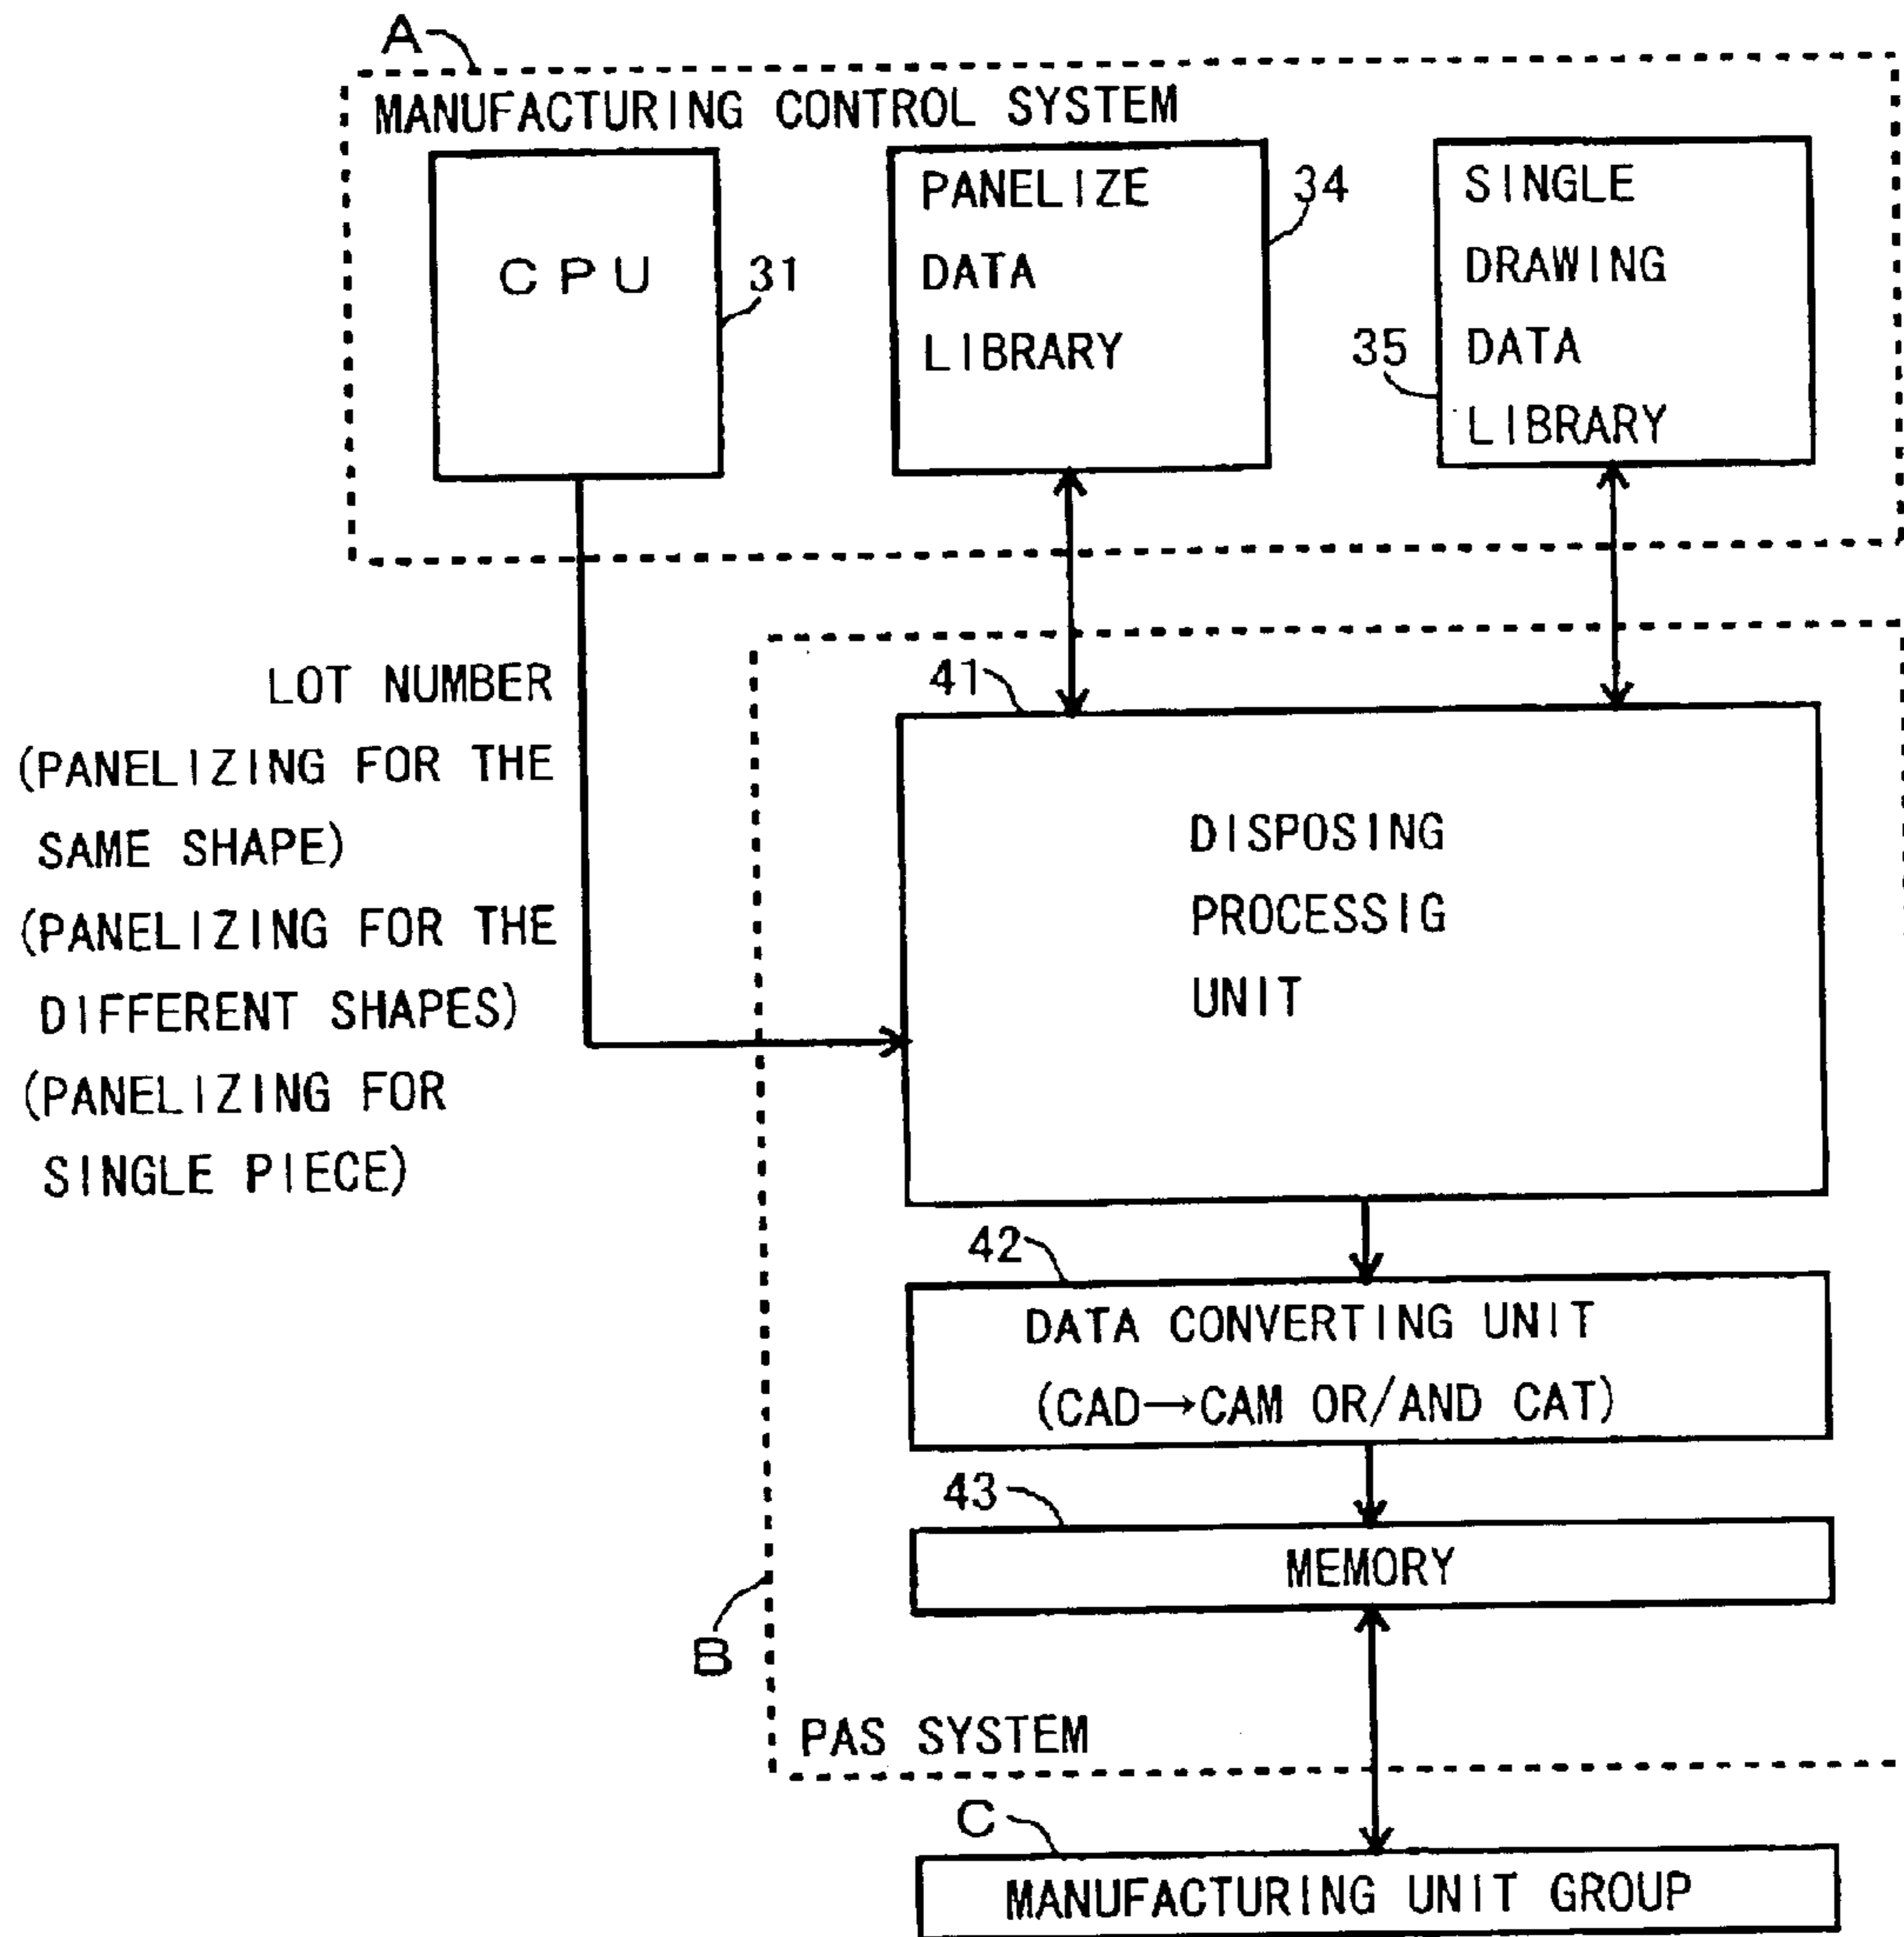 A
MANUFACTURING CONTROL SYSTEM
CPU
31
PANELIZE
DATA
LIBRARY
34
SINGLE
DRAWING
DATA
LIBRARY
35
LOT NUMBER
(PANELIZING FOR THE
SAME SHAPE)
(PANELIZING FOR THE
DIFFERENT SHAPES)
(PANELIZING FOR
SINGLE PIECE)
41
DISPOSING
PROCESSIG
UNIT
42
DATA CONVERTING UNIT
(CAD→CAM OR/AND CAT)
43
MEMORY
B
PAS SYSTEM
C
MANUFACTURING UNIT GROUP